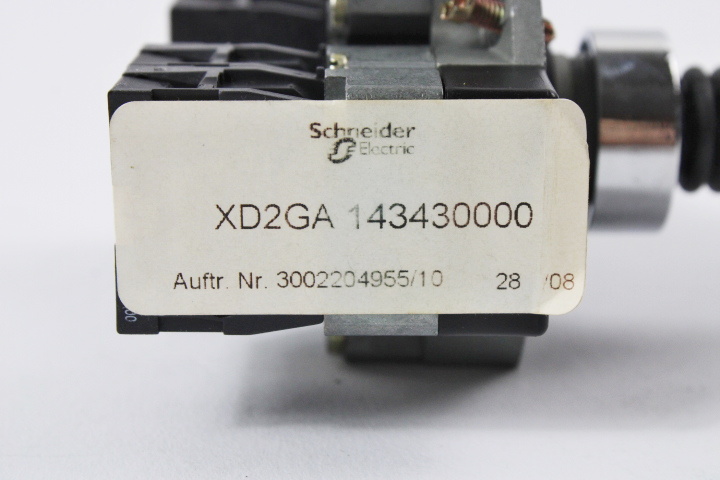 Schneider
Electric
XD2GA 143430000
Auftr. Nr. 3002204955/10 28 /08